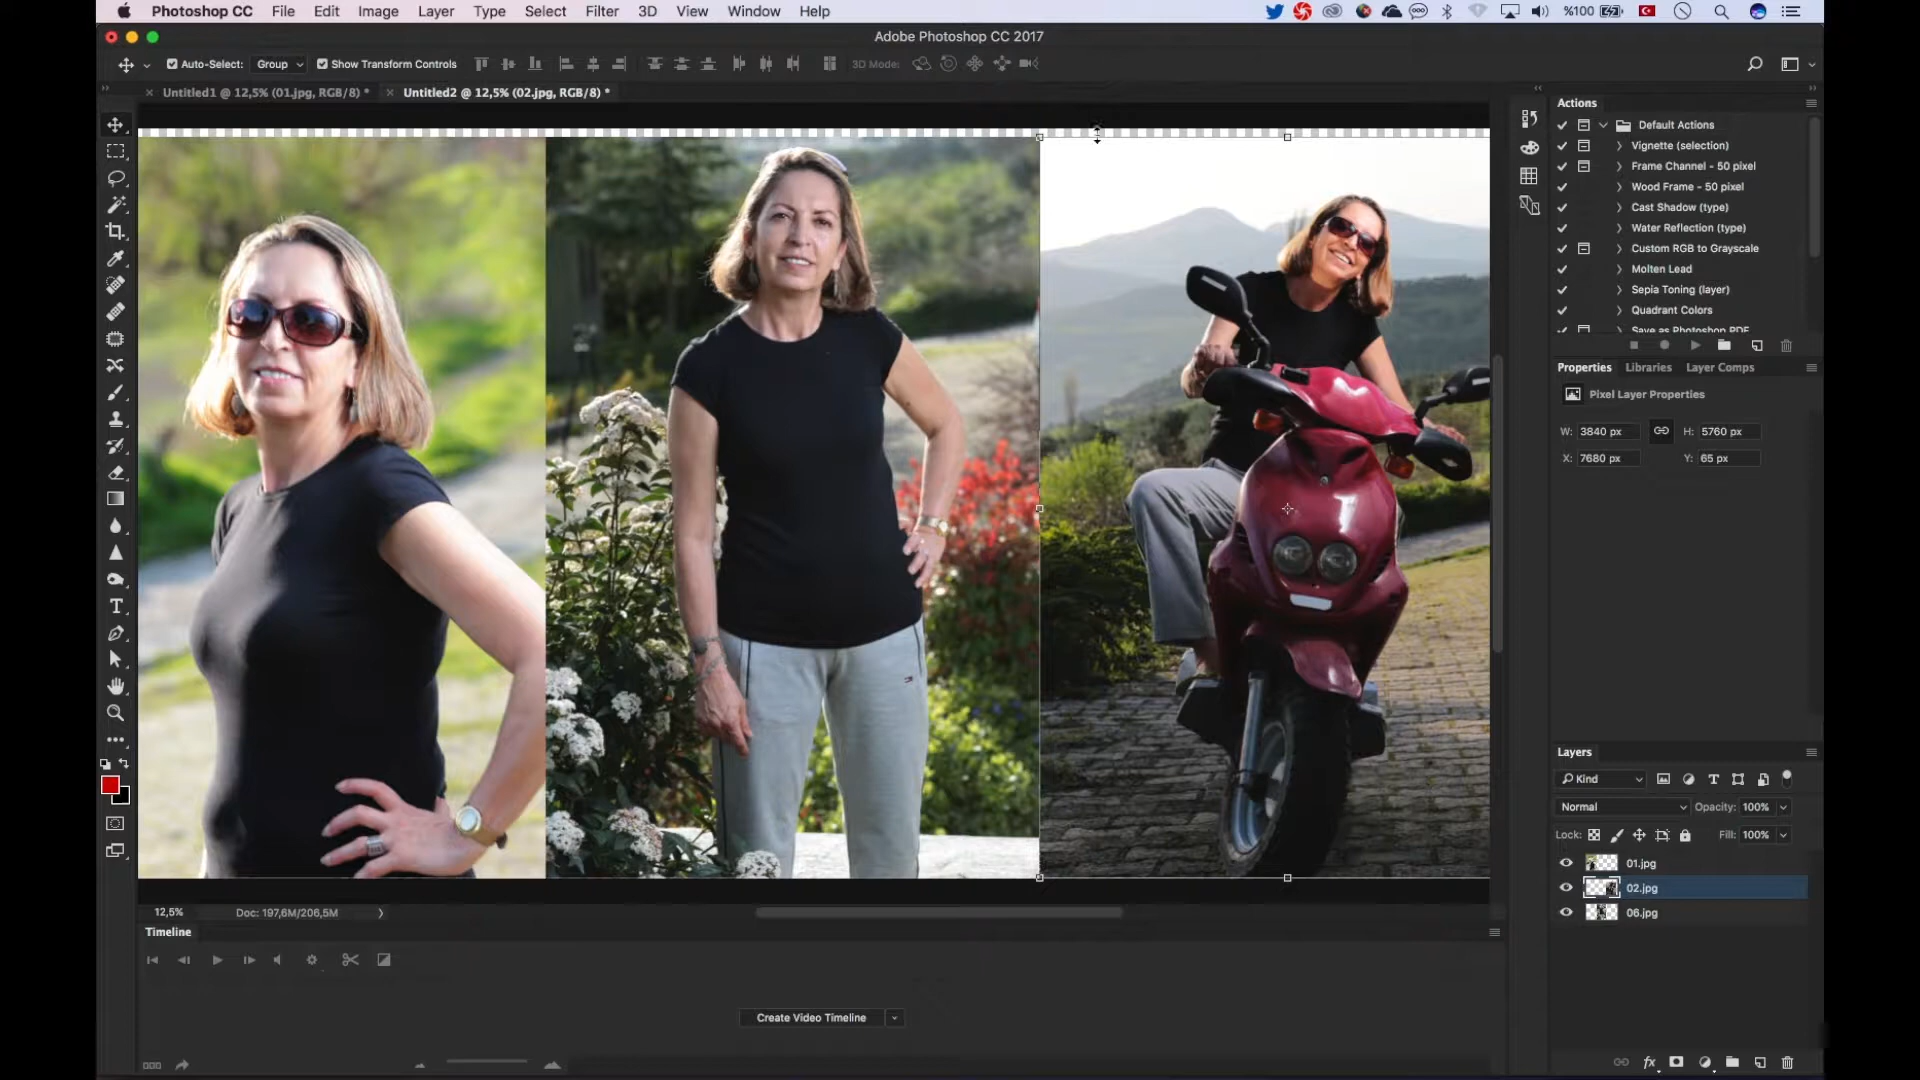 Photoshop CC File Edit Image Layer Type Select Filter 3D View Window Help %100
Adobe Photoshop CC 2017
Auto-Select: Group Show Transform Controls 3D Mode:
Untitled1 @ 12,5% (01.jpg, RGB/8) * Untitled2 @ 12,5% (02.jpg, RGB/8) *
Actions
Default Actions
Vignette (selection)
Frame Channel - 50 pixel
Wood Frame - 50 pixel
Cast Shadow (type)
Water Reflection (type)
Custom RGB to Grayscale
Molten Lead
Sepia Toning (layer)
Quadrant Colors
Save as Photoshop PDF
Properties Libraries Layer Comps
Pixel Layer Properties
W: 3840 px H: 5760 px
X: 7680 px Y: 65 px
Layers
Kind
Normal Opacity: 100%
Lock: Fill: 100%
01.jpg
02.jpg
06.jpg
12,5% Doc: 197,6M/206,5M
Timeline
Create Video Timeline
fx